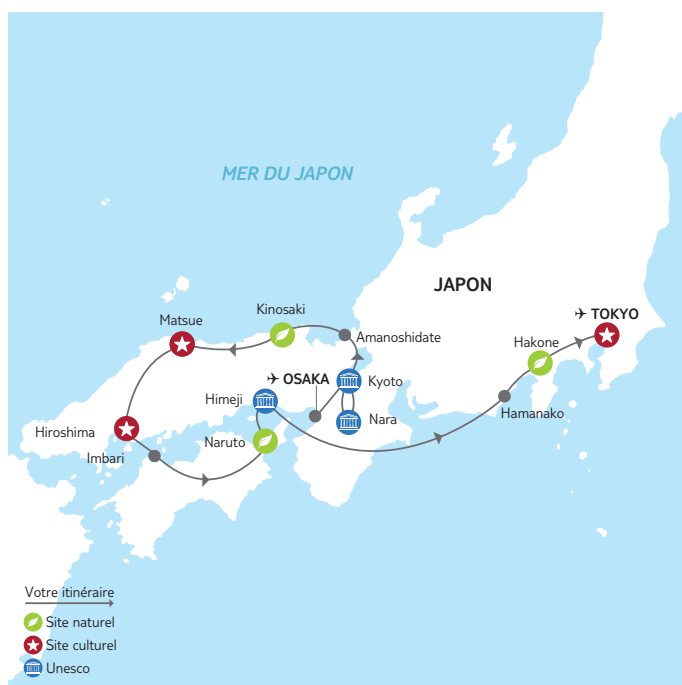 MER DU JAPON
JAPON
Kinosaki
Matsue
Amanoshidate
TOKYO
Hakone
OSAKA
Kyoto
Himeji
Nara
Hamanako
Hiroshima
Naruto
Imbari
Votre itinéraire
Site naturel
Site culturel
Unesco